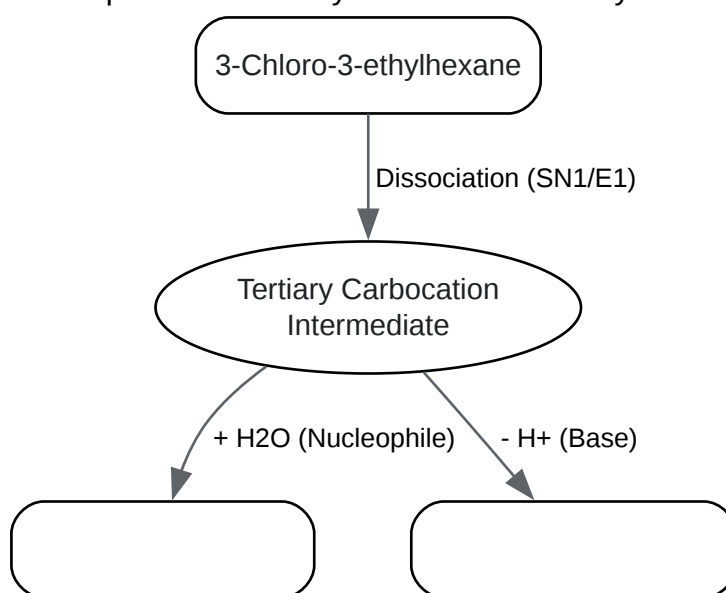 3-Chloro-3-ethylhexane
Dissociation (SN1/E1)
Tertiary Carbocation
Intermediate
+ H2O (Nucleophile)
- H+ (Base)